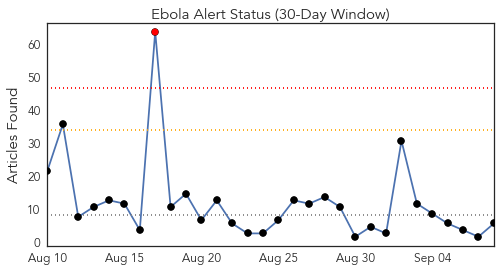 Ebola Alert Status (30-Day Window)
Articles Found
60
50
40
30
20
10
0
Aug 10 Aug 15 Aug 20 Aug 25 Aug 30 Sep 04